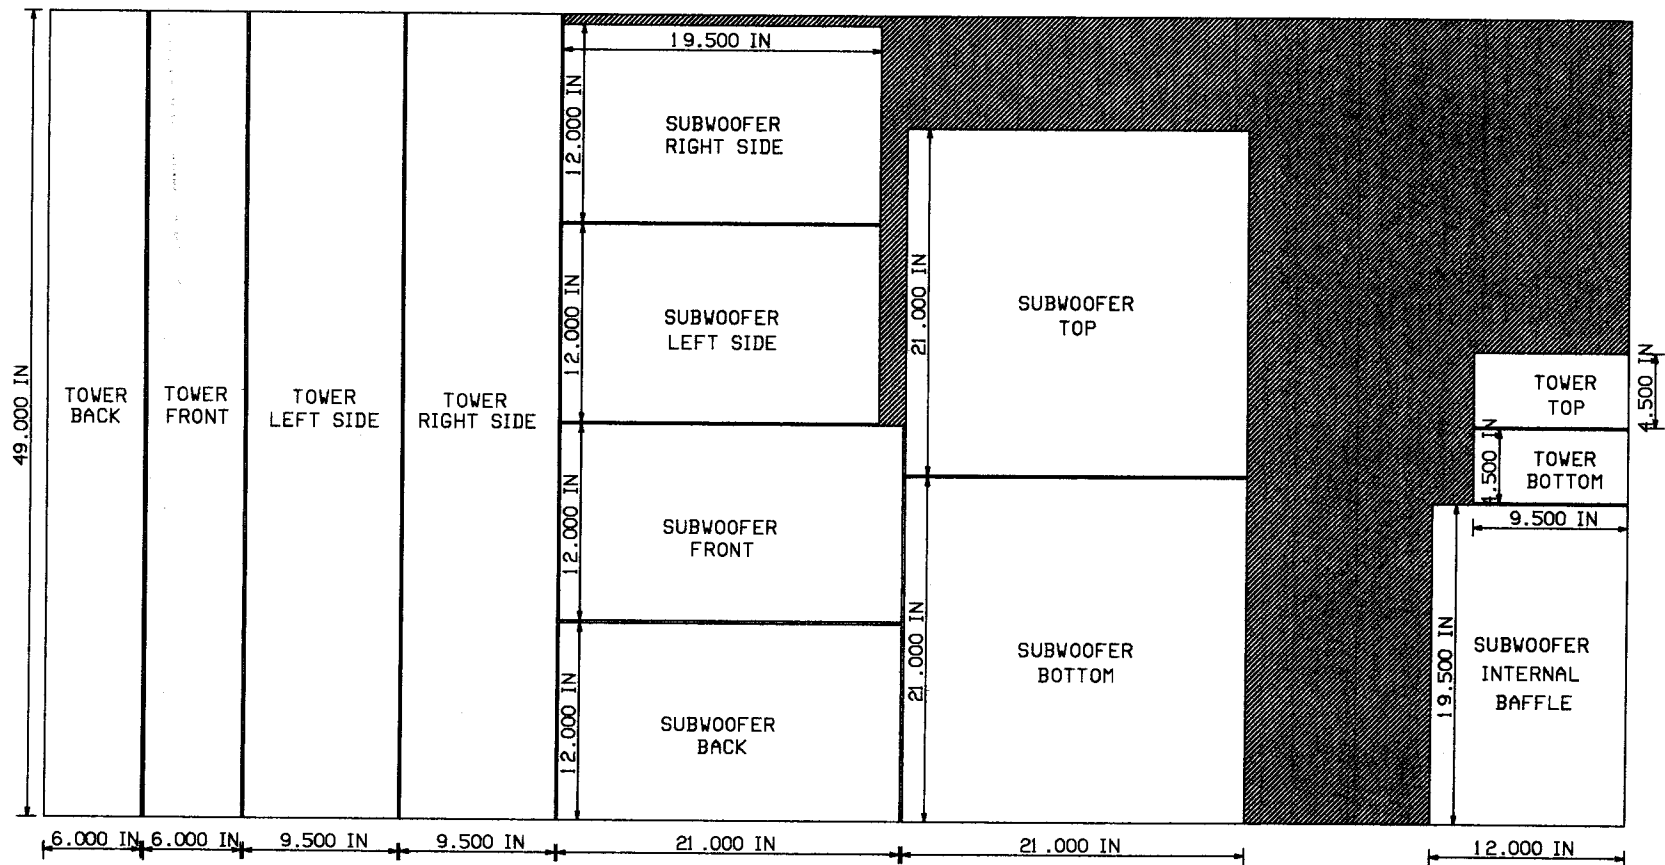 49.000 IN
TOWER
BACK
TOWER
FRONT
TOWER
LEFT SIDE
TOWER
RIGHT SIDE
19.500 IN
12.000 IN
SUBWOOFER
RIGHT SIDE
12.000 IN
SUBWOOFER
LEFT SIDE
12.000 IN
SUBWOOFER
FRONT
12.000 IN
SUBWOOFER
BACK
21.000 IN
SUBWOOFER
TOP
21.000 IN
SUBWOOFER
BOTTOM
TOWER
TOP
4.500 IN
4.500 IN
TOWER
BOTTOM
9.500 IN
19.500 IN
SUBWOOFER
INTERNAL
BAFFLE
6.000 IN
6.000 IN
9.500 IN
9.500 IN
21.000 IN
21.000 IN
12.000 IN